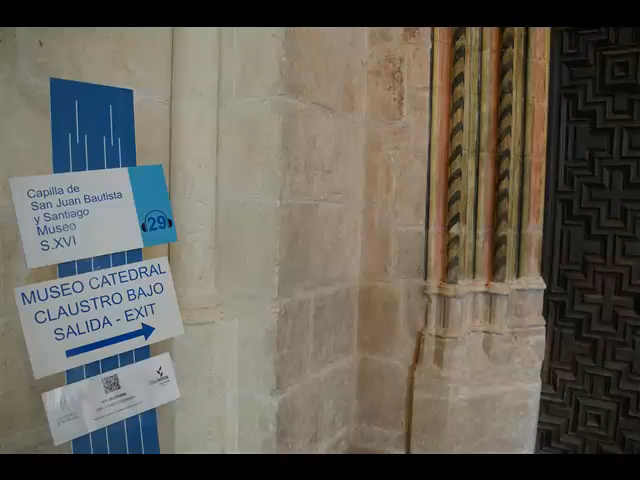 Capilla de
San Juan Bautista
y Santiago
Museo
S.XVI
29
MUSEO CATEDRAL
CLAUSTRO BAJO
SALIDA - EXIT